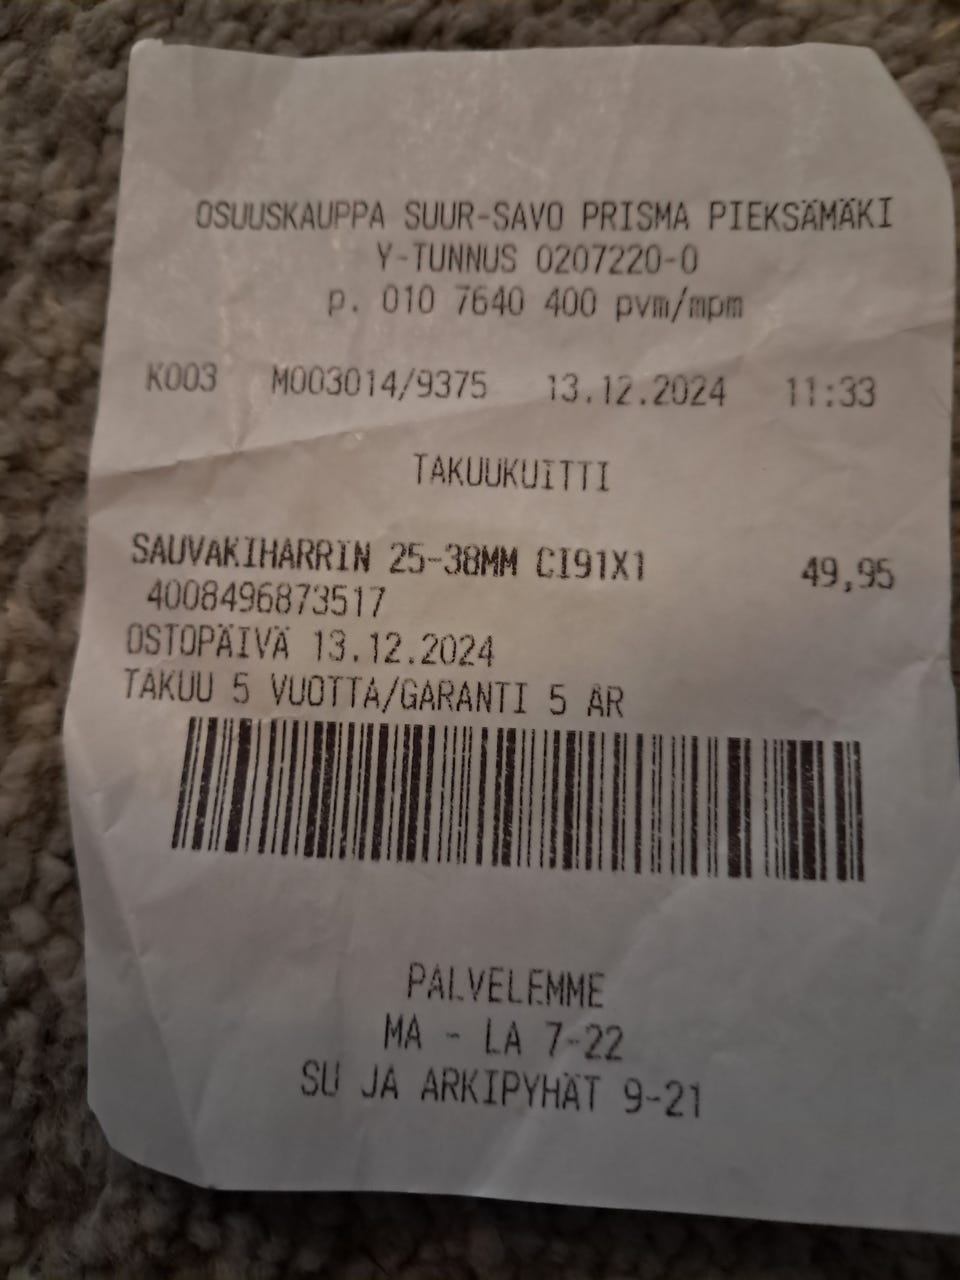 OSUUSKAUPPA SUUR-SAVO PRISMA PIEKSÄMÄKI
Y-TUNNUS 0207220-0
p. 010 7640 400 pvm/mpm
K003 M003014/9375 13.12.2024 11:33
TAKUUKUITTI
SAUVAKIHARRIN 25-38MM CI91X1 49,95
4008496873517
OSTOPÄIVÄ 13.12.2024
TAKUU 5 VUOTTA/GARANTI 5 ÅR
PALVELEMME
MA - LA 7-22
SU JA ARKIPYHÄT 9-21